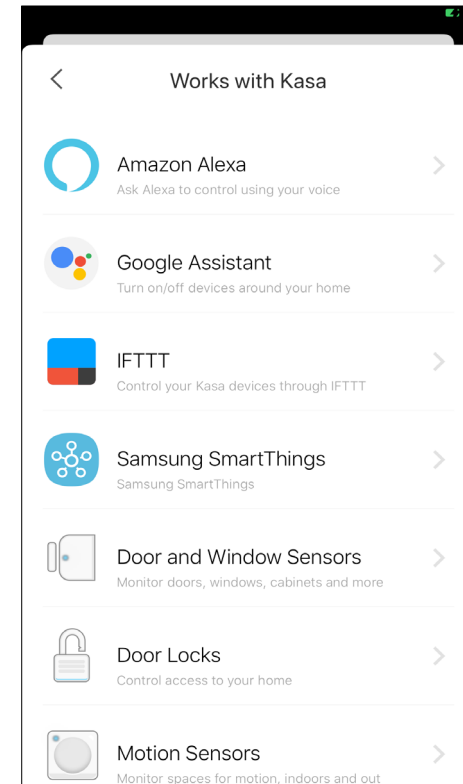 Works with Kasa
Amazon Alexa
Ask Alexa to control using your voice
Google Assistant
Turn on/off devices around your home
IFTTT
Control your Kasa devices through IFTTT
Samsung SmartThings
Samsung SmartThings
Door and Window Sensors
Monitor doors, windows, cabinets and more
Door Locks
Control access to your home
Motion Sensors
Monitor spaces for motion, indoors and out